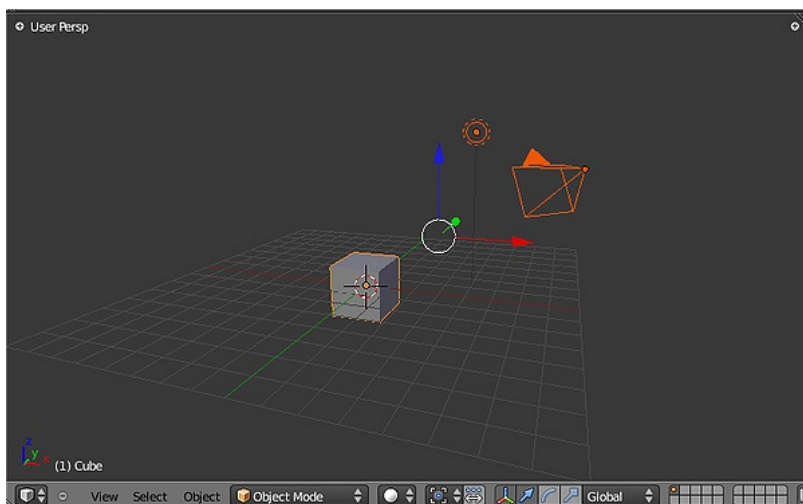 User Persp
z
y
x
(1) Cube
View Select Object Object Mode Global